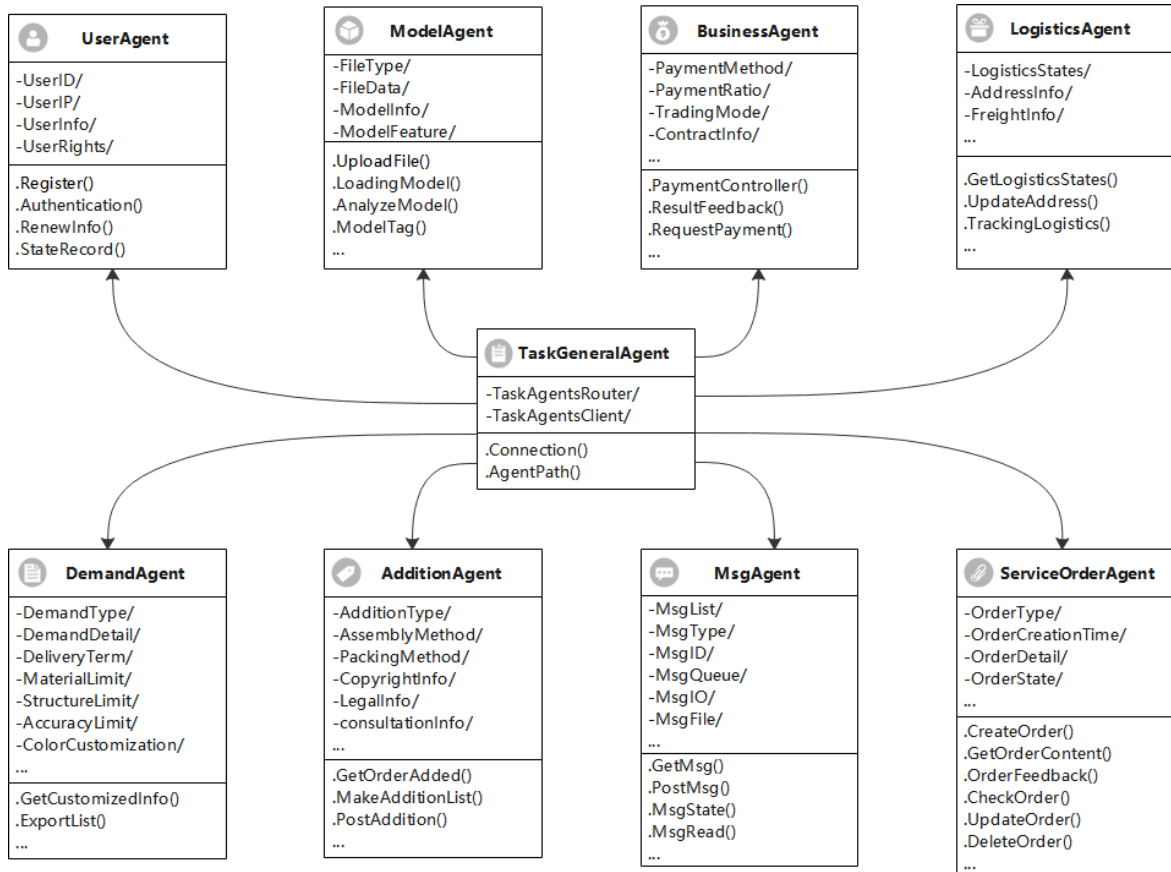 UserAgent
-UserID/
-UserIP/
-UserInfo/
-UserRights/
.Register()
.Authentication()
.RenewInfo()
.StateRecord()
ModelAgent
-FileType/
-FileData/
-ModelInfo/
-ModelFeature/
.UploadFile()
.LoadingModel()
.AnalyzeModel()
.ModelTag()
...
BusinessAgent
-PaymentMethod/
-PaymentRatio/
-TradingMode/
-ContractInfo/
...
.PaymentController()
.ResultFeedback()
.RequestPayment()
...
LogisticsAgent
-LogisticsStates/
-AddressInfo/
-FreightInfo/
...
.GetLogisticsStates()
.UpdateAddress()
.TrackingLogistics()
...
TaskGeneralAgent
-TaskAgentsRouter/
-TaskAgentsClient/
.Connection()
.AgentPath()
DemandAgent
-DemandType/
-DemandDetail/
-DeliveryTerm/
-MaterialLimit/
-StructureLimit/
-AccuracyLimit/
-ColorCustomization/
...
.GetCustomizedInfo()
.ExportList()
...
AdditionAgent
-AdditionType/
-AssemblyMethod/
-PackingMethod/
-CopyrightInfo/
-LegalInfo/
-consultationInfo/
...
.GetOrderAdded()
.MakeAdditionList()
.PostAddition()
...
MsgAgent
-MsgList/
-MsgType/
-MsgID/
-MsgQueue/
-MsgIO/
-MsgFile/
...
.GetMsg()
.PostMsg()
.MsgState()
.MsgRead()
...
ServiceOrderAgent
-OrderType/
-OrderCreationTime/
-OrderDetail/
-OrderState/
...
.CreateOrder()
.GetOrderContent()
.OrderFeedback()
.CheckOrder()
.UpdateOrder()
.DeleteOrder()
...